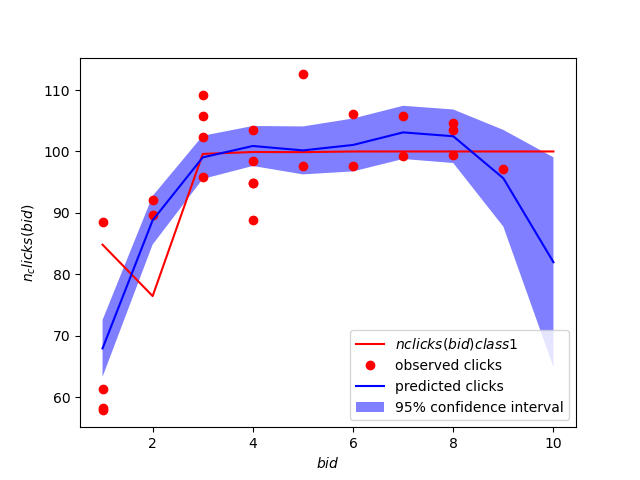 110
100
90
80
70
60
n_clicks(bid)
nclicks(bid)class1
observed clicks
predicted clicks
95% confidence interval
2
4
6
8
10
bid